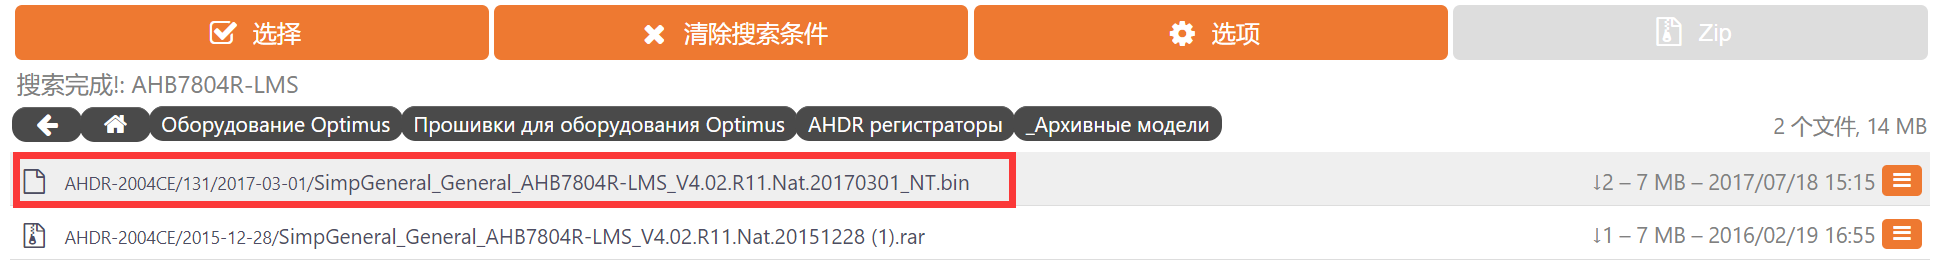 选择 清除搜索条件 选项 Zip
搜索完成!: AHB7804R-LMS
Оборудование Optimus Прошивки для оборудования Optimus AHDR регистраторы _Архивные модели 2 个文件, 14 MB
AHDR-2004CE/131/2017-03-01/SimpGeneral_General_AHB7804R-LMS_V4.02.R11.Nat.20170301_NT.bin ↓2 – 7 MB – 2017/07/18 15:15
AHDR-2004CE/2015-12-28/SimpGeneral_General_AHB7804R-LMS_V4.02.R11.Nat.20151228 (1).rar ↓1 – 7 MB – 2016/02/19 16:55